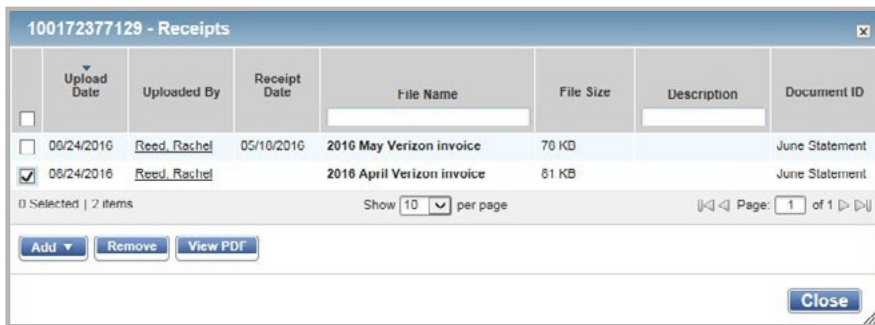 100172377129 - Receipts
Upload Date
Uploaded By
Receipt Date
File Name
File Size
Description
Document ID
08/24/2016 Reed, Rachel 05/18/2016 2016 May Verizon invoice 78 KB June Statement
08/24/2016 Reed, Rachel 2016 April Verizon invoice 81 KB June Statement
0 Selected | 2 items Show 10 per page Page: 1 of 1
Add Remove View PDF
Close